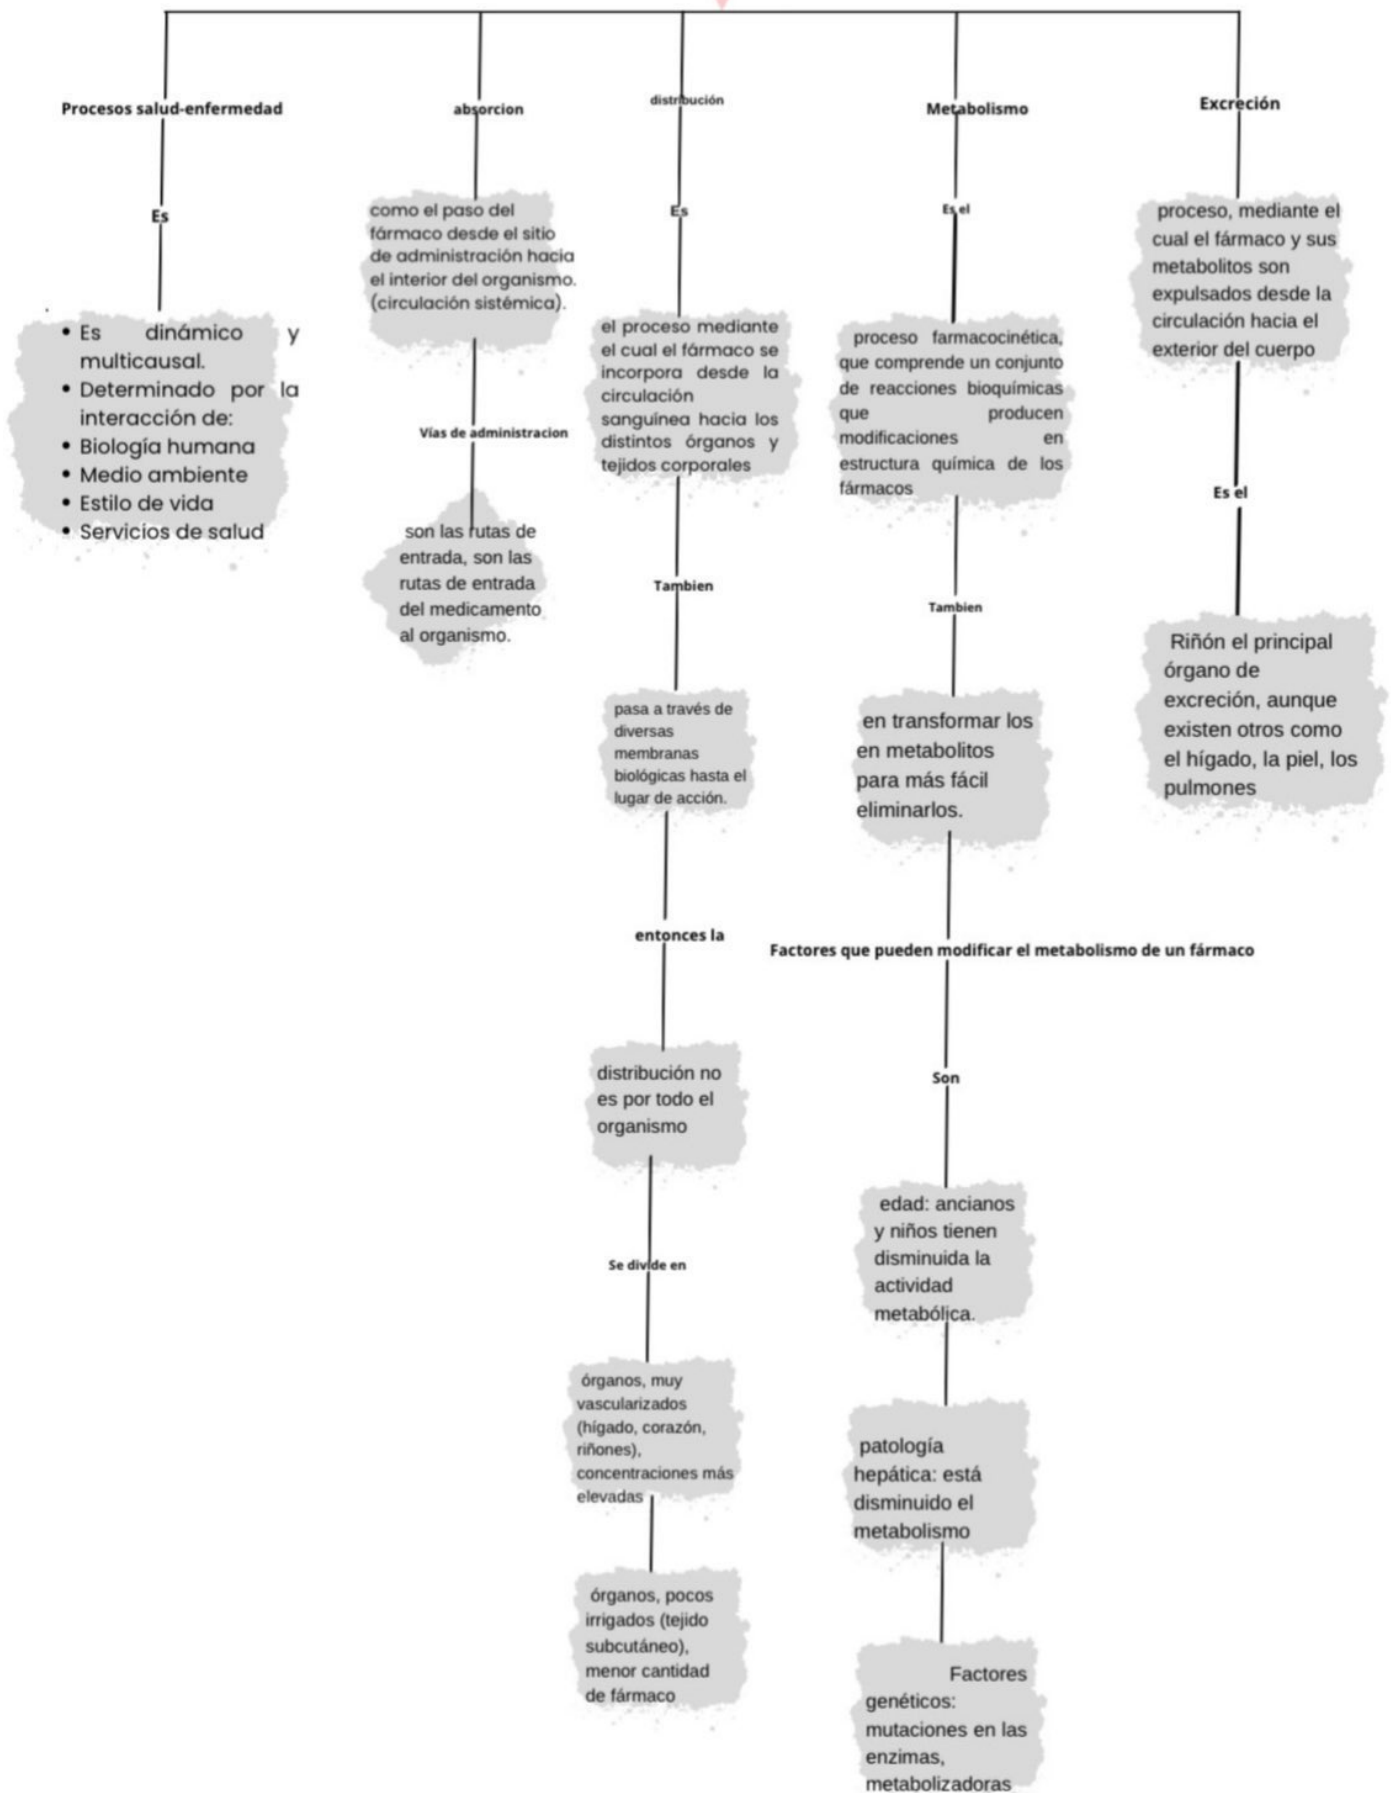 Procesos salud-enfermedad
Es
• Es dinámico y
multicausal.
• Determinado por la
interacción de:
• Biología humana
• Medio ambiente
• Estilo de vida
• Servicios de salud
absorcion
como el paso del
fármaco desde el sitio
de administración hacia
el interior del organismo.
(circulación sistémica).
Vías de administracion
son las rutas de
entrada, son las
rutas de entrada
del medicamento
al organismo.
distribución
Es
el proceso mediante
el cual el fármaco se
incorpora desde la
circulación
sanguínea hacia los
distintos órganos y
tejidos corporales
Tambien
pasa a través de
diversas
membranas
biológicas hasta el
lugar de acción.
entonces la
distribución no
es por todo el
organismo
Se divide en
órganos, muy
vascularizados
(hígado, corazón,
riñones),
concentraciones más
elevadas
órganos, pocos
irrigados (tejido
subcutáneo),
menor cantidad
de fármaco
Metabolismo
Es el
proceso farmacocinética,
que comprende un conjunto
de reacciones bioquímicas
que producen
modificaciones en
estructura química de los
fármacos
Tambien
en transformar los
en metabolitos
para más fácil
eliminarlos.
Factores que pueden modificar el metabolismo de un fármaco
Son
edad: ancianos
y niños tienen
disminuida la
actividad
metabólica.
patología
hepática: está
disminuido el
metabolismo
Factores
genéticos:
mutaciones en las
enzimas,
metabolizadoras
Excreción
proceso, mediante el
cual el fármaco y sus
metabolitos son
expulsados desde la
circulación hacia el
exterior del cuerpo
Es el
Riñón el principal
órgano de
excreción, aunque
existen otros como
el hígado, la piel, los
pulmones